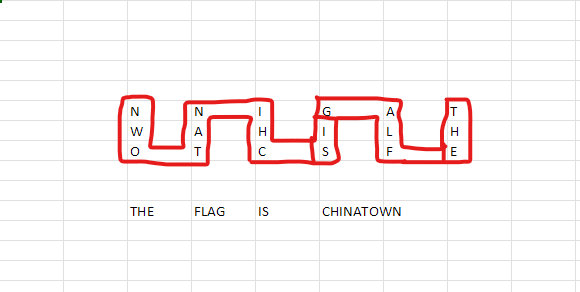 N N I G A T
W A H I L H
O T C S F E
THE FLAG IS CHINATOWN